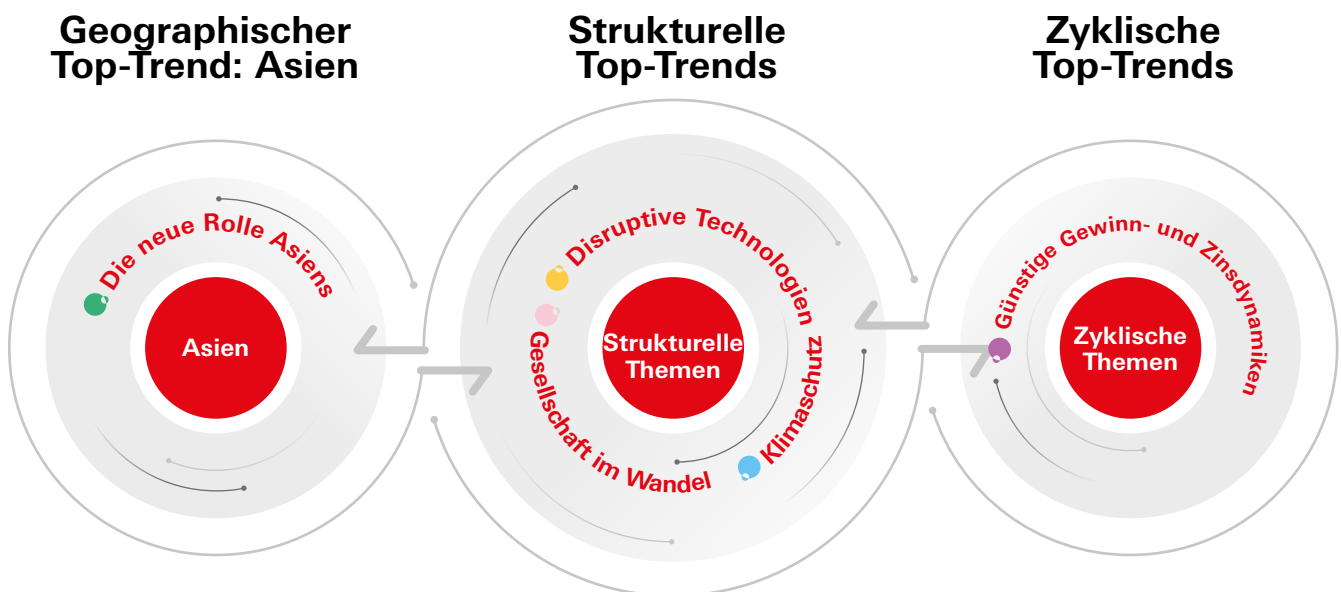 Geographischer
Top-Trend: Asien
Die neue Rolle Asiens
Asien
Strukturelle
Top-Trends
Disruptive Technologien
Klimaschutz
Gesellschaft im Wandel
Strukturelle
Themen
Zyklische
Top-Trends
Günstige Gewinn- und Zinsdynamiken
Zyklische
Themen